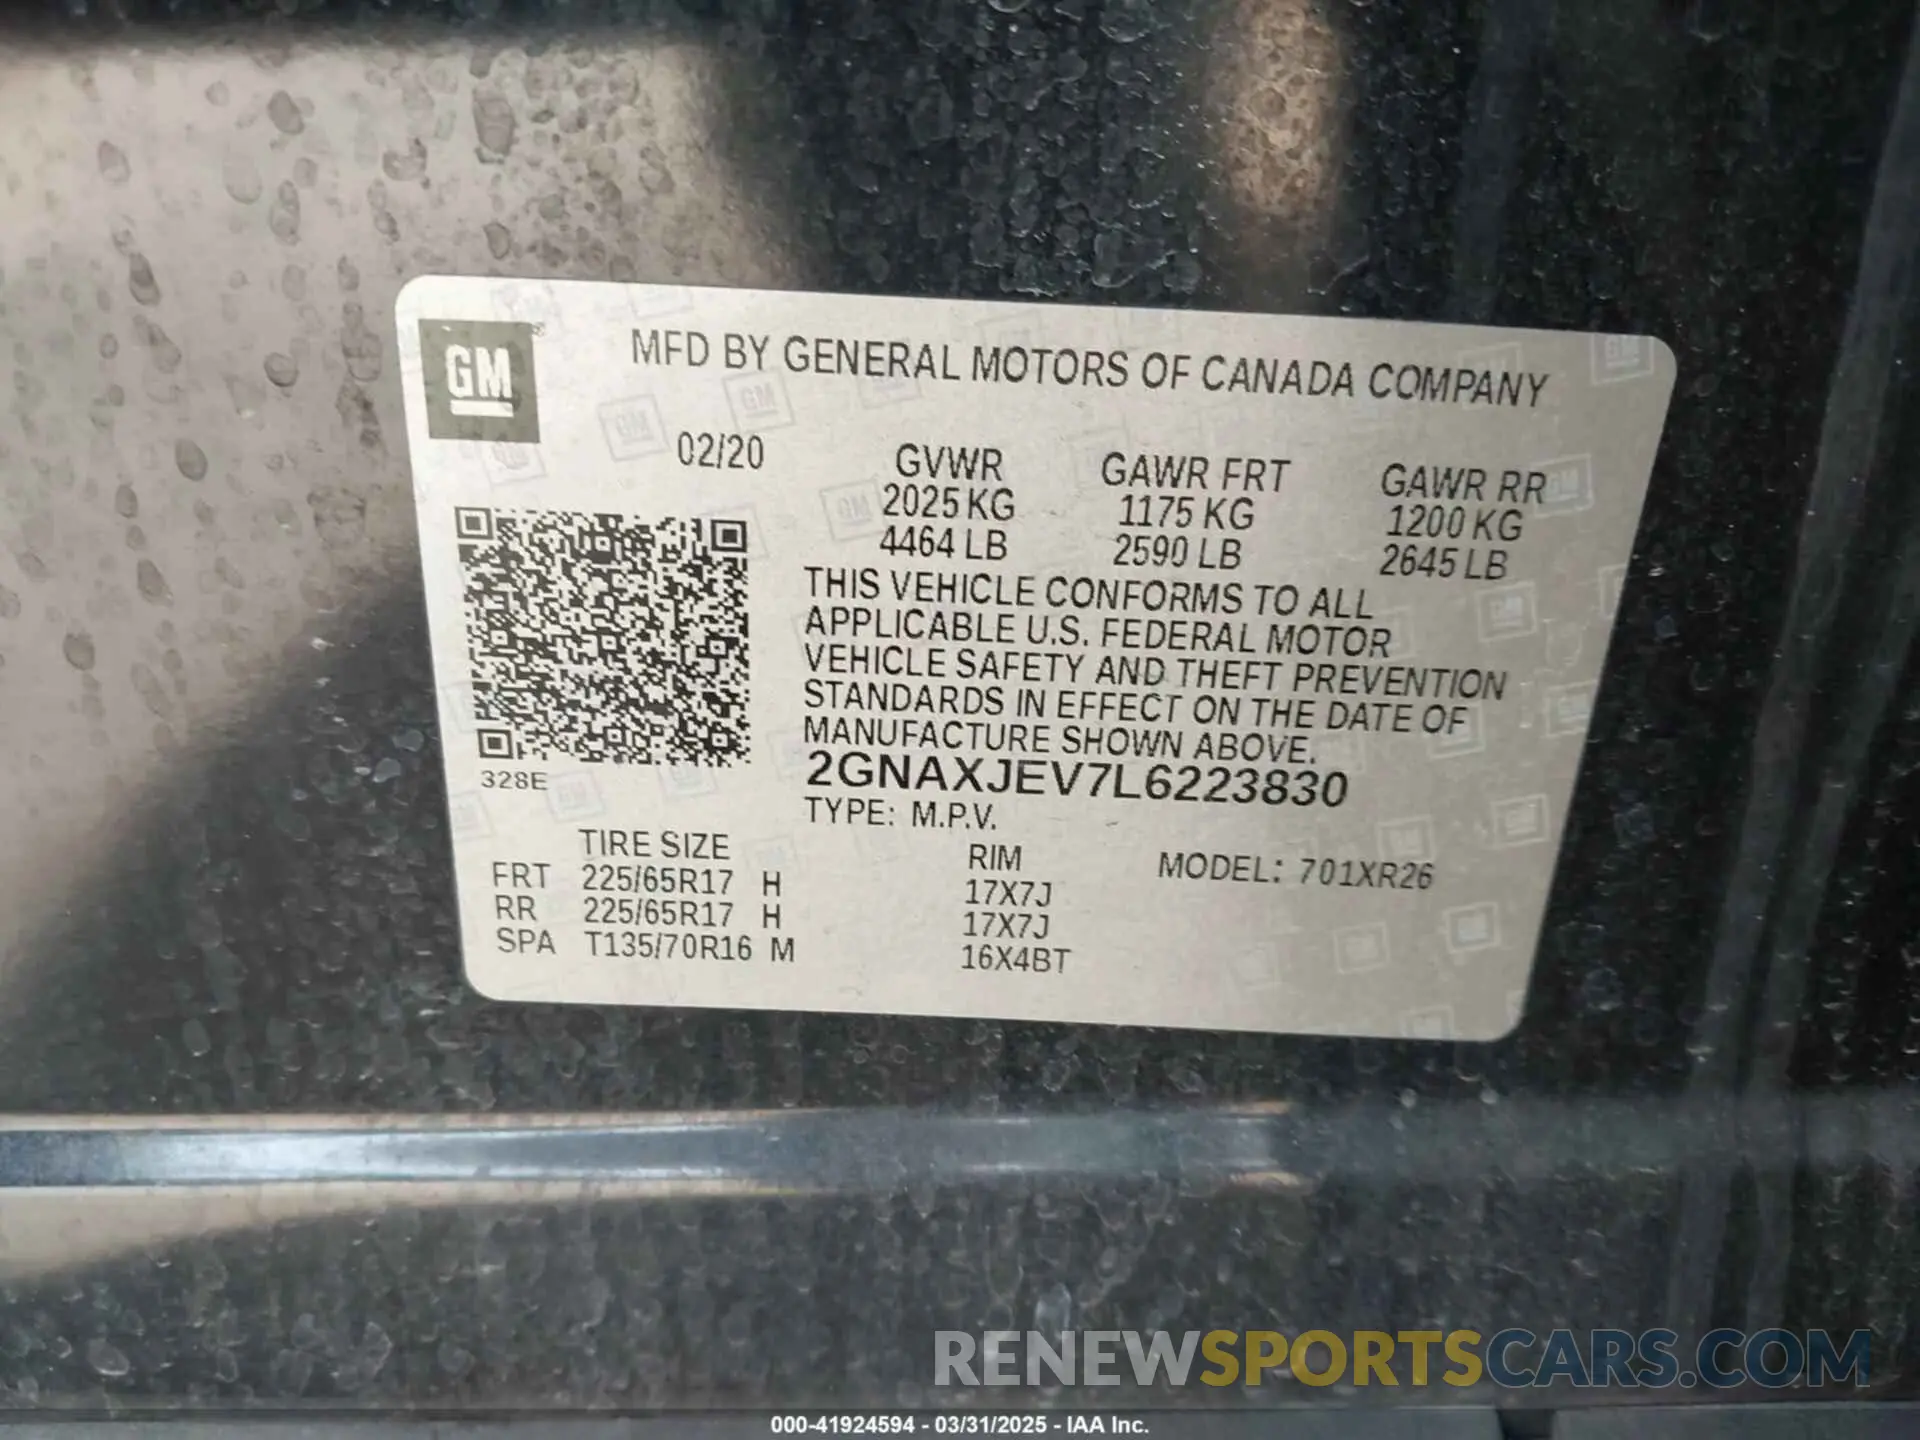 GM
MFD BY GENERAL MOTORS OF CANADA COMPANY
02/20
GVWR GAWR FRT GAWR RR
2025 KG 1175 KG 1200 KG
4464 LB 2590 LB 2645 LB
THIS VEHICLE CONFORMS TO ALL
APPLICABLE U.S. FEDERAL MOTOR
VEHICLE SAFETY AND THEFT PREVENTION
STANDARDS IN EFFECT ON THE DATE OF
MANUFACTURE SHOWN ABOVE.
328E
2GNAXJEV7L6223830
TYPE: M.P.V.
TIRE SIZE RIM MODEL: 701XR26
FRT 225/65R17 H 17X7J
RR 225/65R17 H 17X7J
SPA T135/70R16 M 16X4BT
RENEWSPORTSCARS.COM
000-41924594 - 03/31/2025 - IAA Inc.